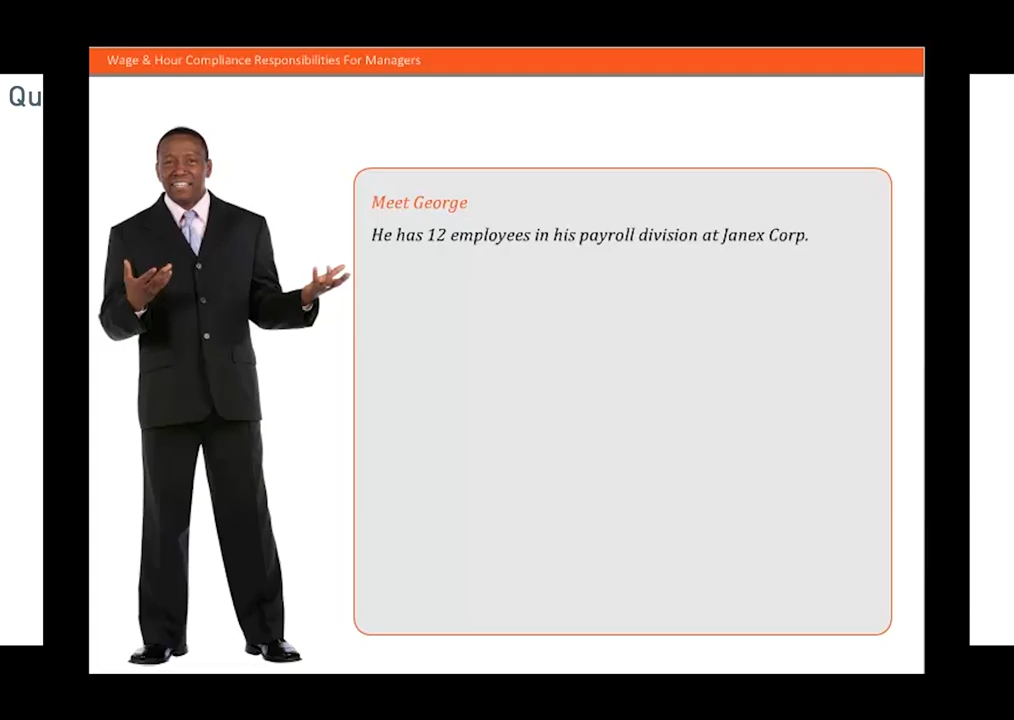 Wage & Hour Compliance Responsibilities For Managers
Qu
Meet George
He has 12 employees in his payroll division at Janex Corp.